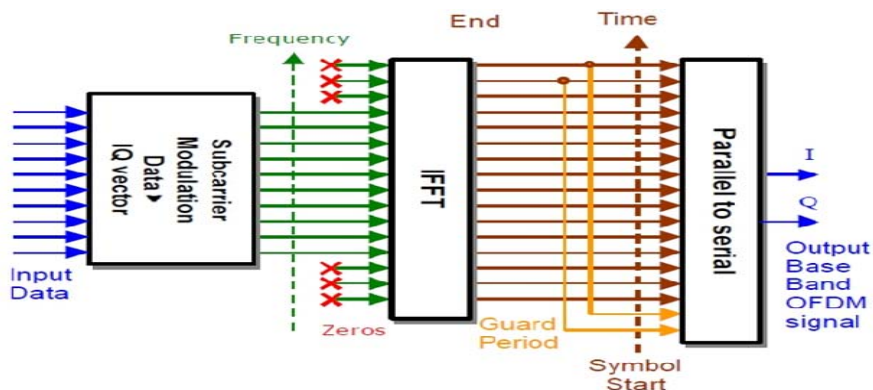 End
Time
Frequency
Subcarrier
Modulation
Data
IQ vector
IFFT
Parallel to serial
I
Q
Input
Data
Zeros
Guard
Period
Output
Base
Band
OFDM
signal
Symbol
Start